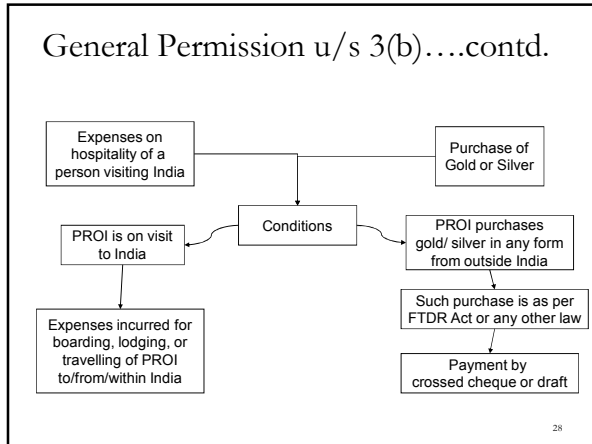 General Permission u/s 3(b)….contd.
Expenses on
hospitality of a
person visiting India
Purchase of
Gold or Silver
Conditions
PROI is on visit
to India
PROI purchases
gold/ silver in any form
from outside India
Expenses incurred for
boarding, lodging, or
travelling of PROI
to/from/within India
Such purchase is as per
FTDR Act or any other law
Payment by
crossed cheque or draft
28